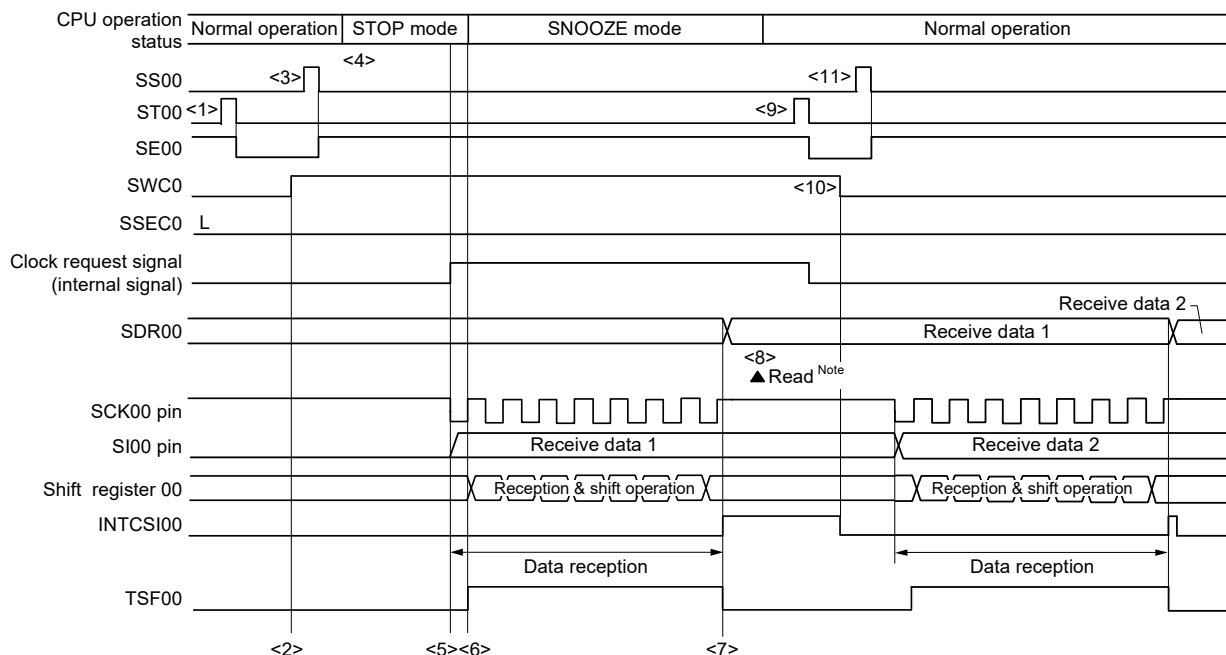 CPU operation
status
Normal operation
STOP mode
SNOOZE mode
Normal operation
<4>
SS00
<3>
<11>
ST00
<1>
<9>
SE00
SWC0
<10>
SSEC0
L
Clock request signal
(internal signal)
Receive data 2
SDR00
Receive data 1
<8>
▲ Read Note
SCK00 pin
SI00 pin
Receive data 1
Receive data 2
Shift register 00
Reception & shift operation
Reception & shift operation
INTCSI00
Data reception
Data reception
TSF00
<2>
<5><6>
<7>